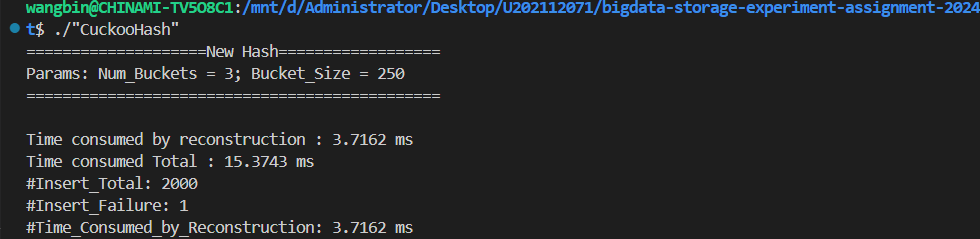 wangbin@CHINAMI-TV5O8C1:/mnt/d/Administrator/Desktop/U202112071/bigdata-storage-experiment-assignment-2024
t$ ./"CuckooHash"
====================New Hash==================
Params: Num_Buckets = 3; Bucket_Size = 250
==============================================
Time consumed by reconstruction : 3.7162 ms
Time consumed Total : 15.3743 ms
#Insert_Total: 2000
#Insert_Failure: 1
#Time_Consumed_by_Reconstruction: 3.7162 ms